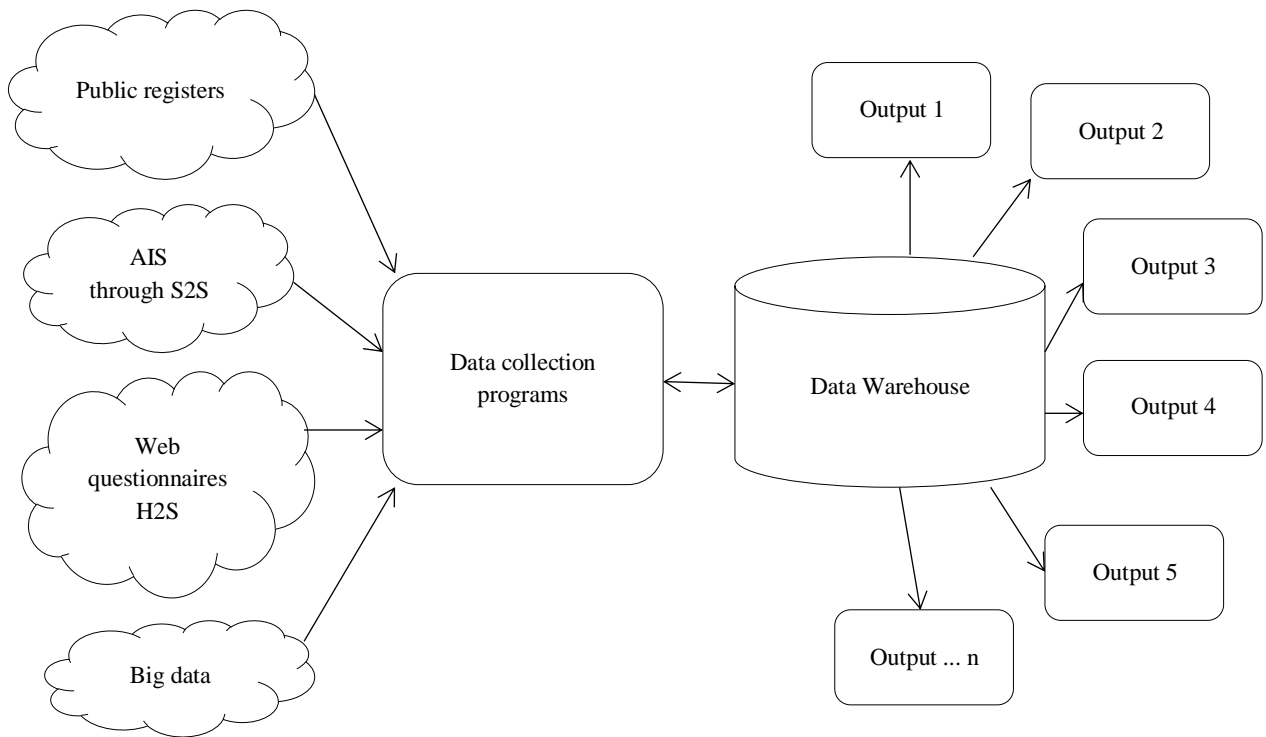 Public registers
AIS
through S2S
Web
questionnaires
H2S
Big data
Data collection
programs
Data Warehouse
Output 1
Output 2
Output 3
Output 4
Output 5
Output ... n